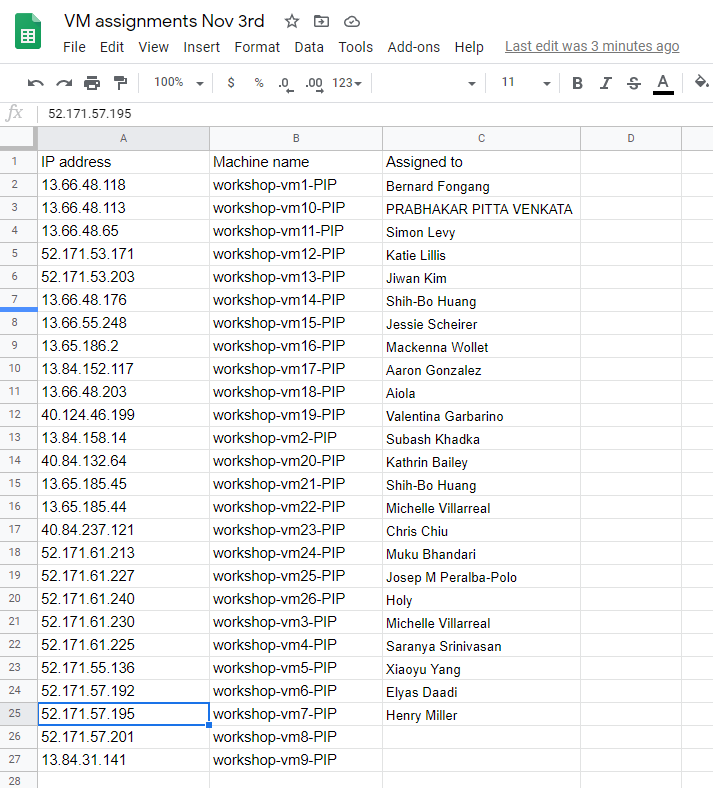 VM assignments Nov 3rd
File Edit View Insert Format Data Tools Add-ons Help Last edit was 3 minutes ago
100% $ % .0 .00 123 11 B I S A
fx 52.171.57.195
A B C D
1 IP address Machine name Assigned to
2 13.66.48.118 workshop-vm1-PIP Bernard Fongang
3 13.66.48.113 workshop-vm10-PIP PRABHAKAR PITTA VENKATA
4 13.66.48.65 workshop-vm11-PIP Simon Levy
5 52.171.53.171 workshop-vm12-PIP Katie Lillis
6 52.171.53.203 workshop-vm13-PIP Jiwan Kim
7 13.66.48.176 workshop-vm14-PIP Shih-Bo Huang
8 13.66.55.248 workshop-vm15-PIP Jessie Scheirer
9 13.65.186.2 workshop-vm16-PIP Mackenna Wollet
10 13.84.152.117 workshop-vm17-PIP Aaron Gonzalez
11 13.66.48.203 workshop-vm18-PIP Aiola
12 40.124.46.199 workshop-vm19-PIP Valentina Garbarino
13 13.84.158.14 workshop-vm2-PIP Subash Khadka
14 40.84.132.64 workshop-vm20-PIP Kathrin Bailey
15 13.65.185.45 workshop-vm21-PIP Shih-Bo Huang
16 13.65.185.44 workshop-vm22-PIP Michelle Villarreal
17 40.84.237.121 workshop-vm23-PIP Chris Chiu
18 52.171.61.213 workshop-vm24-PIP Muku Bhandari
19 52.171.61.227 workshop-vm25-PIP Josep M Peralba-Polo
20 52.171.61.240 workshop-vm26-PIP Holy
21 52.171.61.230 workshop-vm3-PIP Michelle Villarreal
22 52.171.61.225 workshop-vm4-PIP Saranya Srinivasan
23 52.171.55.136 workshop-vm5-PIP Xiaoyu Yang
24 52.171.57.192 workshop-vm6-PIP Elyas Daadi
25 52.171.57.195 workshop-vm7-PIP Henry Miller
26 52.171.57.201 workshop-vm8-PIP
27 13.84.31.141 workshop-vm9-PIP
28